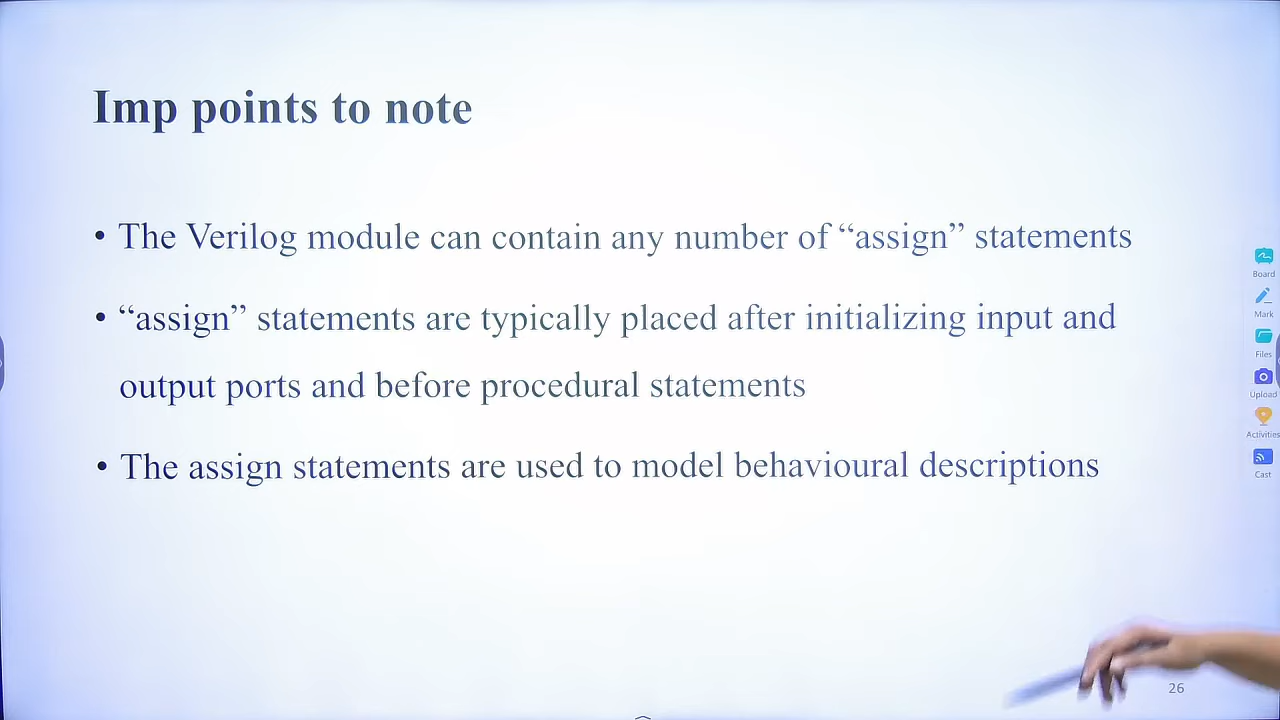 Imp points to note
• The Verilog module can contain any number of “assign” statements
• “assign” statements are typically placed after initializing input and
output ports and before procedural statements
• The assign statements are used to model behavioural descriptions
Board
Mark
Files
Upload
Activities
Cast
26